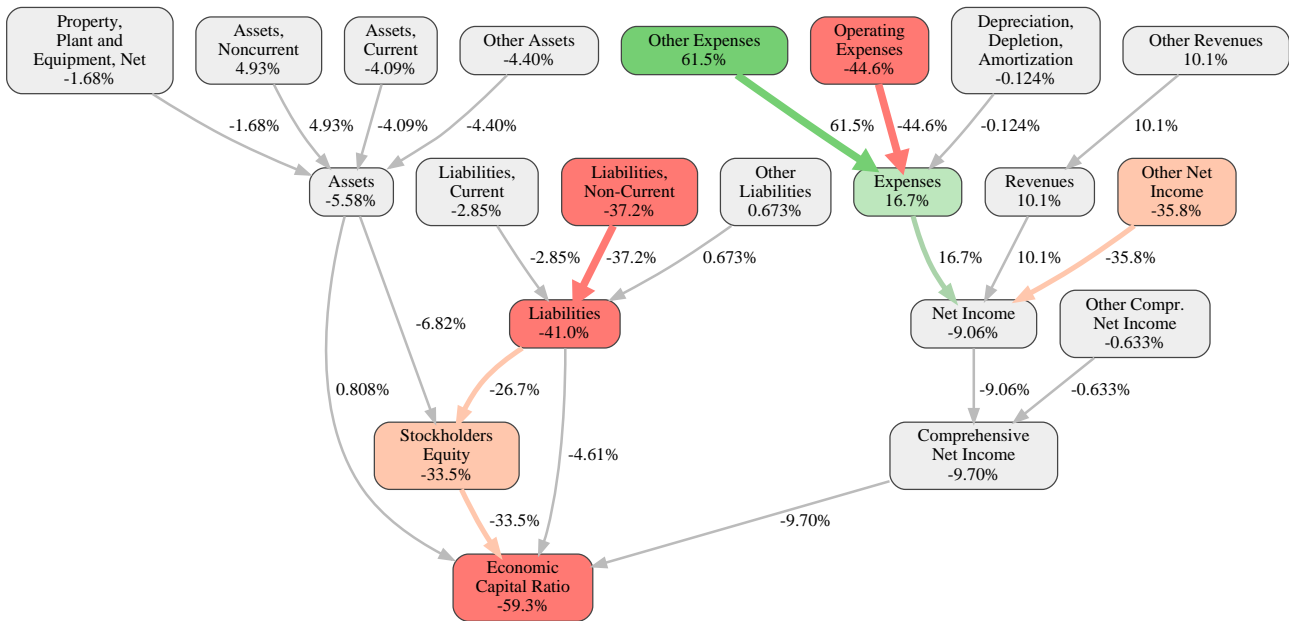 Property,
Plant and
Equipment, Net
-1.68%
Assets,
Noncurrent
4.93%
Assets,
Current
-4.09%
Other Assets
-4.40%
Other Expenses
61.5%
Operating
Expenses
-44.6%
Depreciation,
Depletion,
Amortization
-0.124%
Other Revenues
10.1%
-1.68%
4.93%
-4.09%
-4.40%
61.5%
-44.6%
-0.124%
10.1%
Assets
-5.58%
Liabilities,
Current
-2.85%
Liabilities,
Non-Current
-37.2%
Other
Liabilities
0.673%
Expenses
16.7%
Revenues
10.1%
Other Net
Income
-35.8%
-2.85%
-37.2%
0.673%
16.7%
10.1%
-35.8%
-6.82%
Liabilities
-41.0%
Net Income
-9.06%
Other Compr.
Net Income
-0.633%
0.808%
-26.7%
-9.06%
-0.633%
Stockholders
Equity
-33.5%
-4.61%
Comprehensive
Net Income
-9.70%
-33.5%
-9.70%
Economic
Capital Ratio
-59.3%